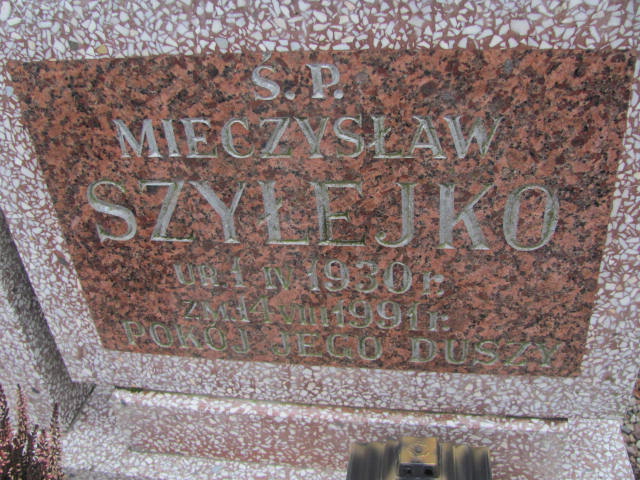 Ś.P.
MIECZYSŁAW
SZYŁEJKO
UR. 1 IV 1930 r.
ZM. 14 VIII 1991 r.
POKÓJ JEGO DUSZY